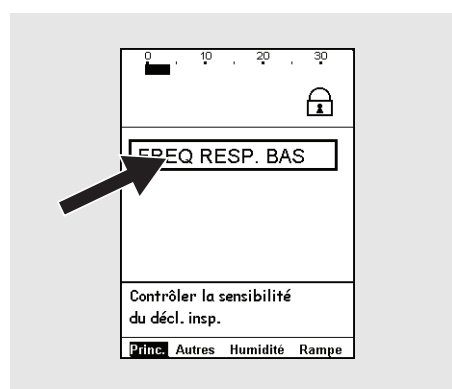 0 10 20 30
FREQ RESP. BAS
Contrôler la sensibilité
du décl. insp.
Princ. Autres Humidité Rampe